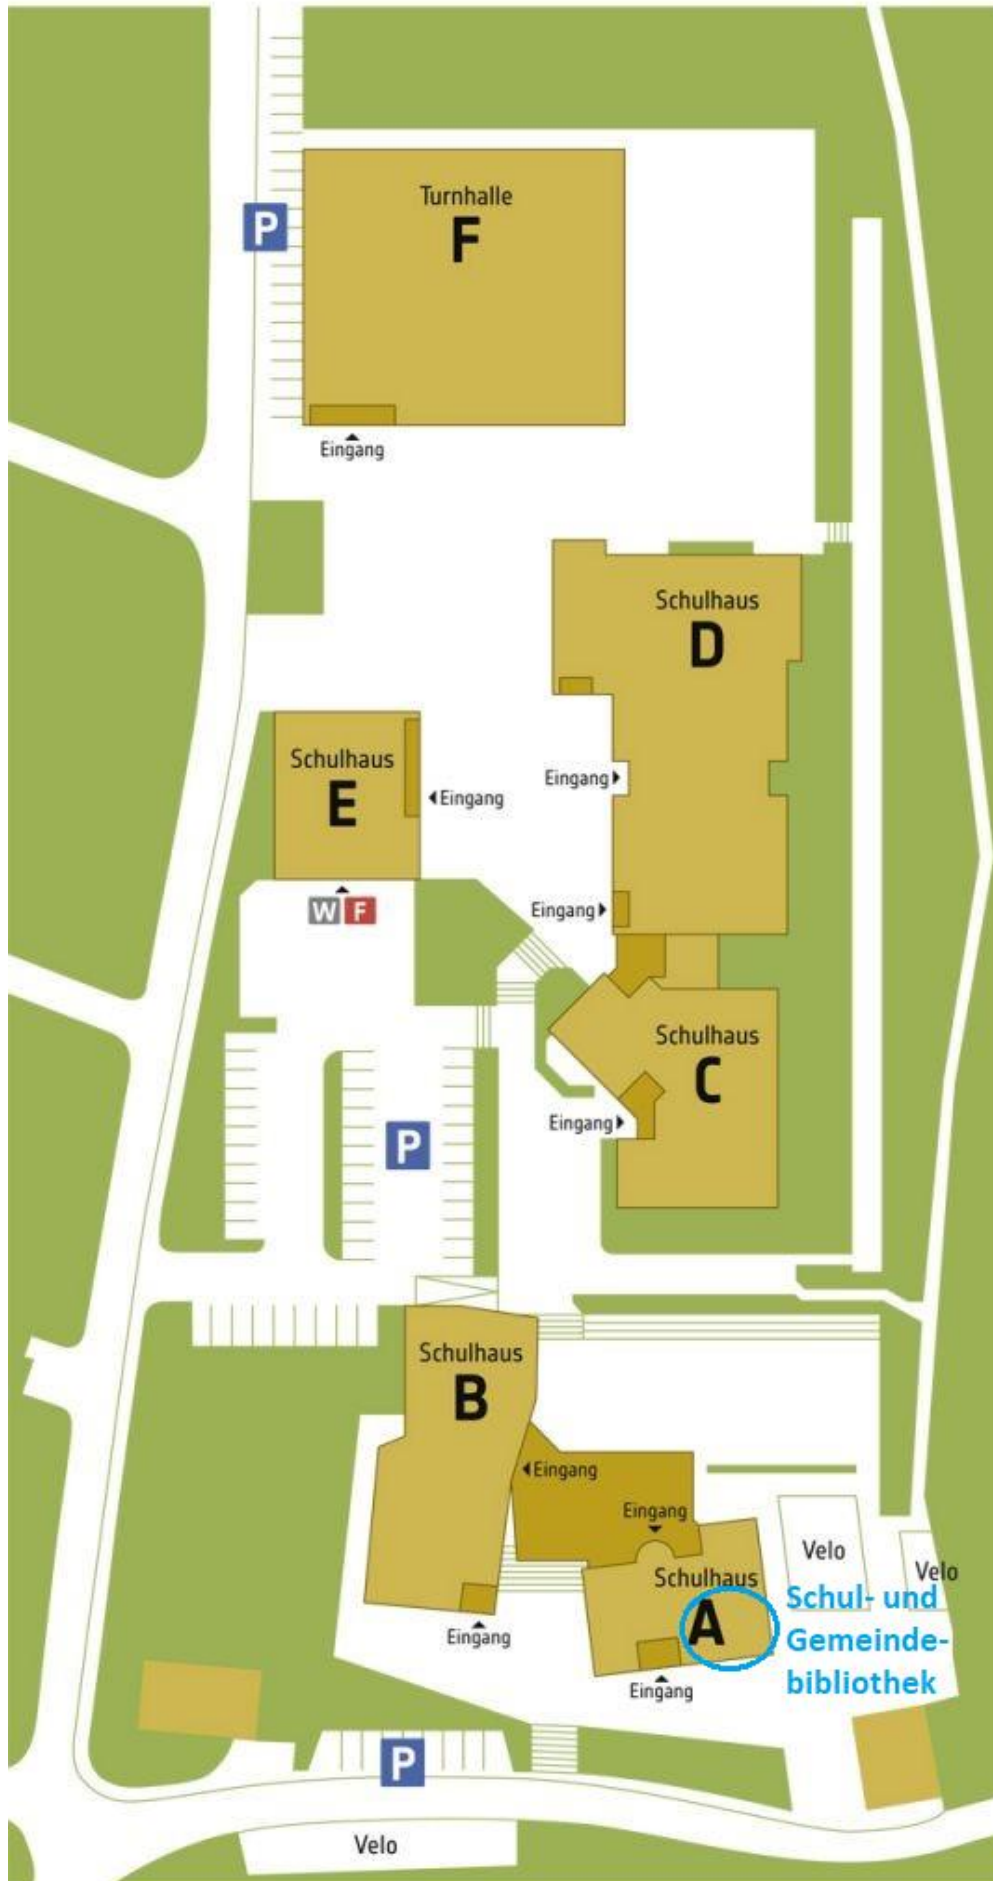 Turnhalle
F
P
Eingang
Schulhaus
D
Schulhaus
E
Eingang
Eingang
W F
Eingang
Schulhaus
C
Eingang
P
Schulhaus
B
Eingang
Eingang
Velo
Velo
Schulhaus
A
Schul- und
Gemeinde-
bibliothek
Eingang
Eingang
P
Velo